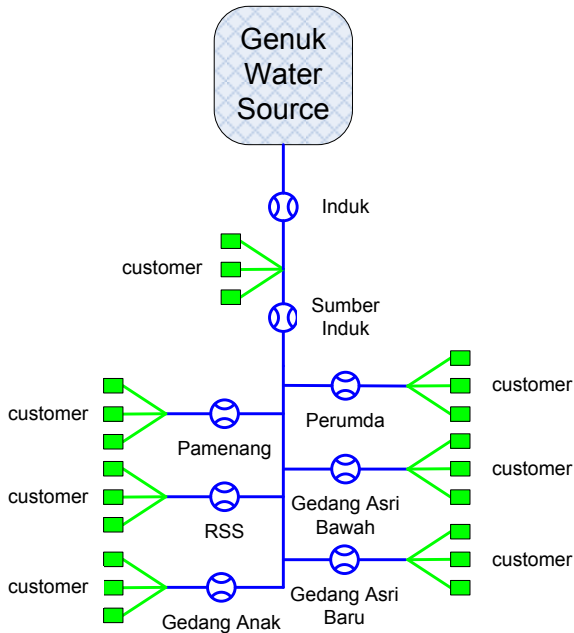 Genuk
Water
Source
Induk
customer
Sumber
Induk
customer
customer
Perumda
Pamenang
customer
customer
Gedang Asri
Bawah
RSS
customer
customer
Gedang Asri
Baru
Gedang Anak